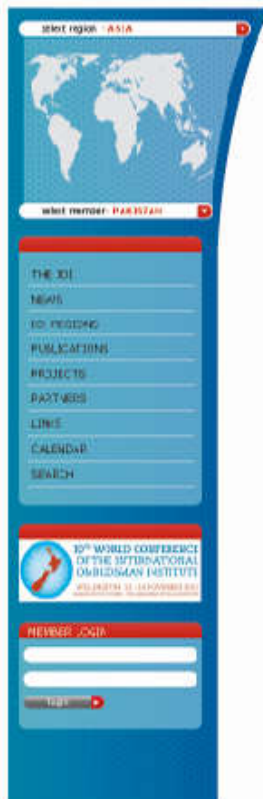 select region - ASIA
select member- PAKISTAN
THE IOI
NEWS
IOI REGIONS
PUBLICATIONS
PROJECTS
PARTNERS
LINKS
CALENDAR
SEARCH
10TH WORLD CONFERENCE
OF THE INTERNATIONAL
OMBUDSMAN INSTITUTE
WELLINGTON
MEMBER LOGIN
login